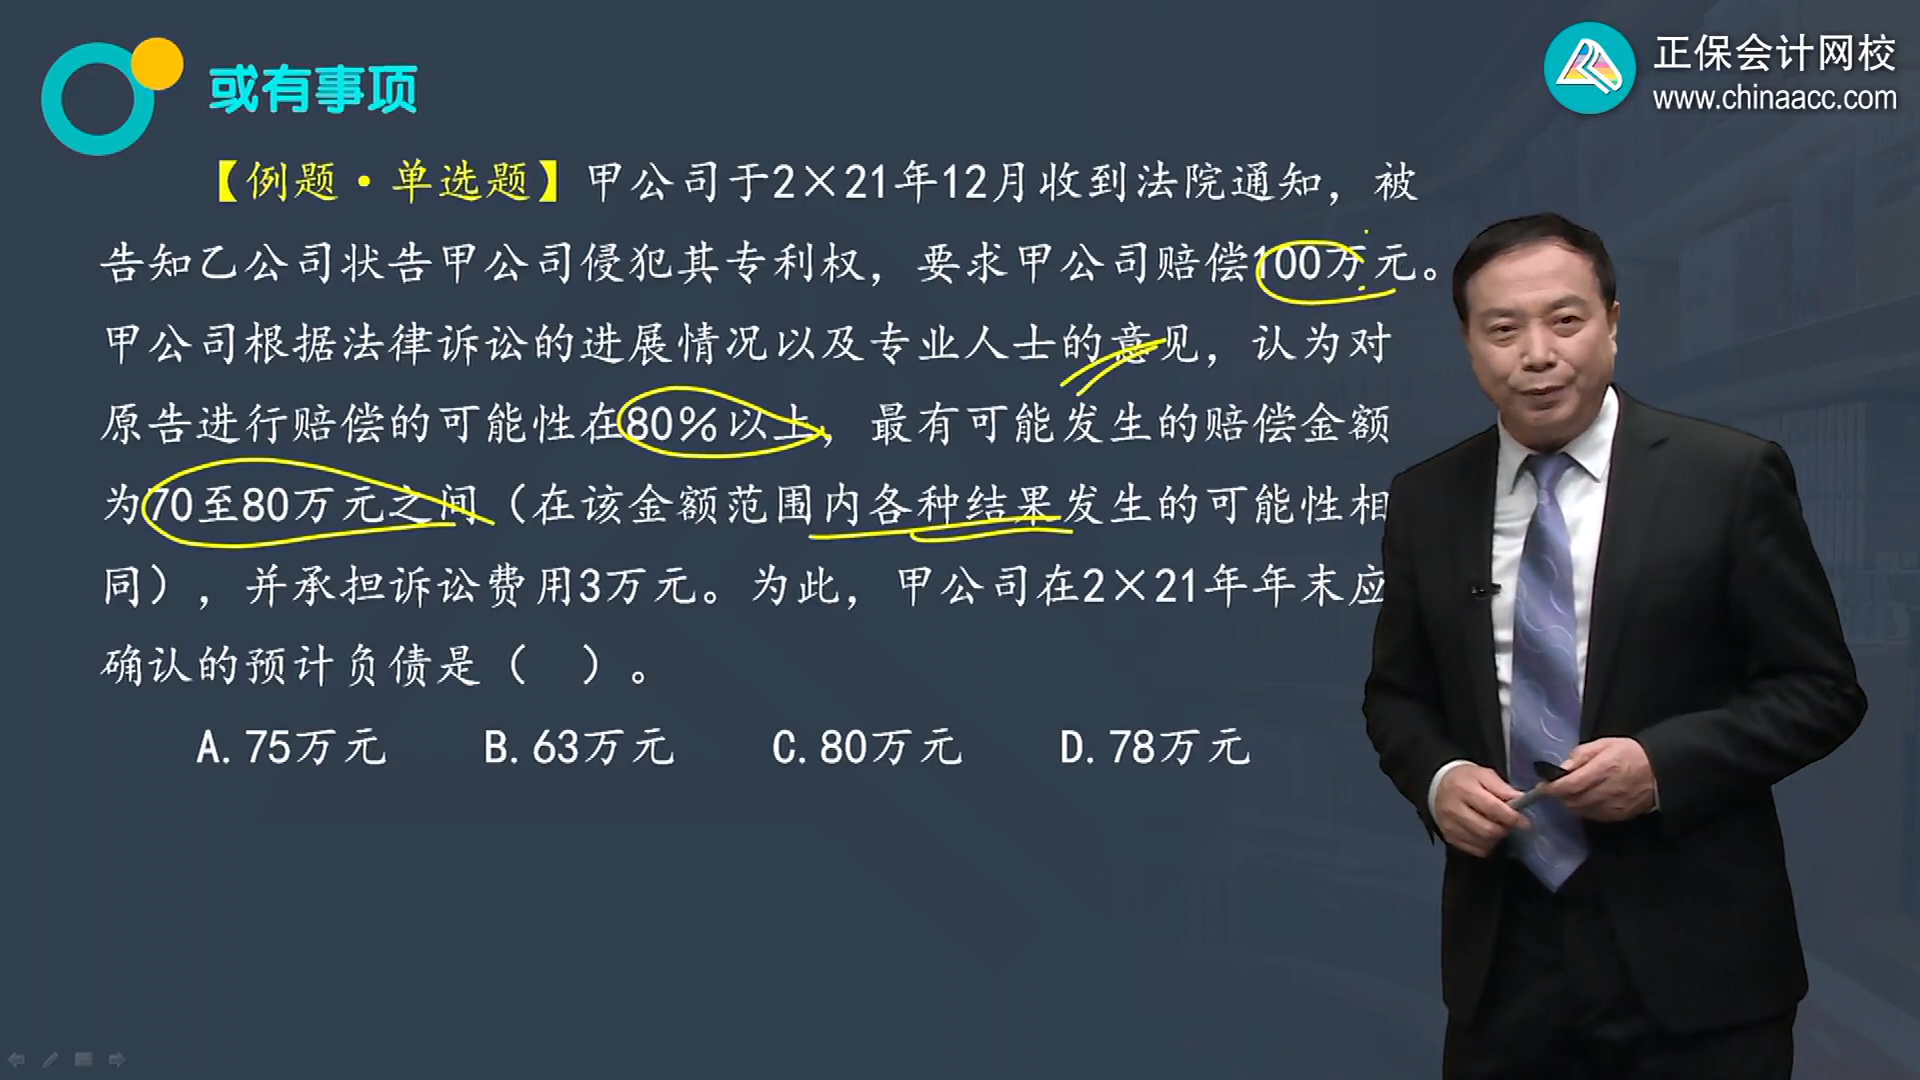 或有事项
正保会计网校
www.chinaacc.com
【例题·单选题】甲公司于2×21年12月收到法院通知，被
告知乙公司状告甲公司侵犯其专利权，要求甲公司赔偿100万元。
甲公司根据法律诉讼的进展情况以及专业人士的意见，认为对
原告进行赔偿的可能性在80%以上，最有可能发生的赔偿金额
为70至80万元之间（在该金额范围内各种结果发生的可能性相
同），并承担诉讼费用3万元。为此，甲公司在2×21年年末应
确认的预计负债是（　）。
A.75万元　B.63万元　C.80万元　D.78万元